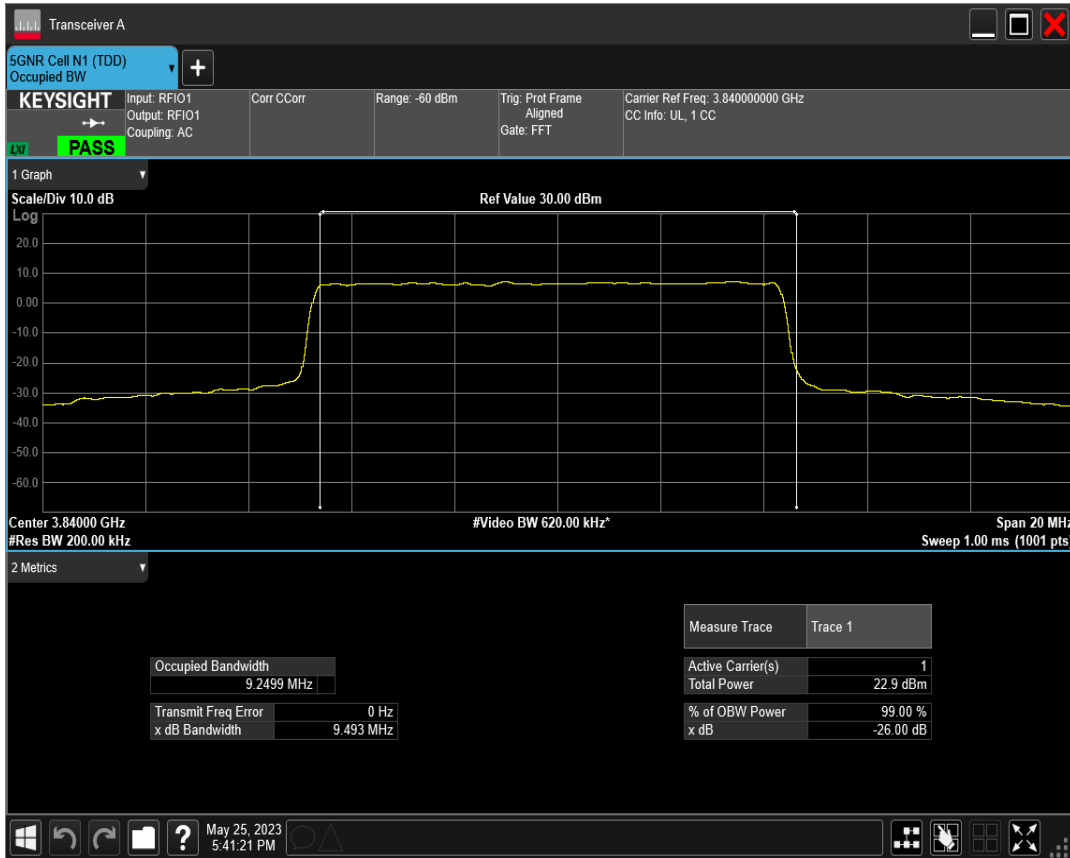 Transceiver A
5GNR Cell N1 (TDD)
Occupied BW
+
KEYSIGHT
LXI
PASS
Input: RFIO1
Output: RFIO1
Coupling: AC
Corr CCorr
Range: -60 dBm
Trig: Prot Frame
Aligned
Gate: FFT
Carrier Ref Freq: 3.840000000 GHz
CC Info: UL, 1 CC
1 Graph
Scale/Div 10.0 dB
Ref Value 30.00 dBm
Log
20.0
10.0
0.00
-10.0
-20.0
-30.0
-40.0
-50.0
-60.0
Center 3.84000 GHz
#Video BW 620.00 kHz*
Span 20 MHz
#Res BW 200.00 kHz
Sweep 1.00 ms (1001 pts)
2 Metrics
Measure Trace Trace 1
Occupied Bandwidth
9.2499 MHz
Active Carrier(s) 1
Total Power 22.9 dBm
Transmit Freq Error 0 Hz
x dB Bandwidth 9.493 MHz
% of OBW Power 99.00 %
x dB -26.00 dB
?
May 25, 2023
5:41:21 PM